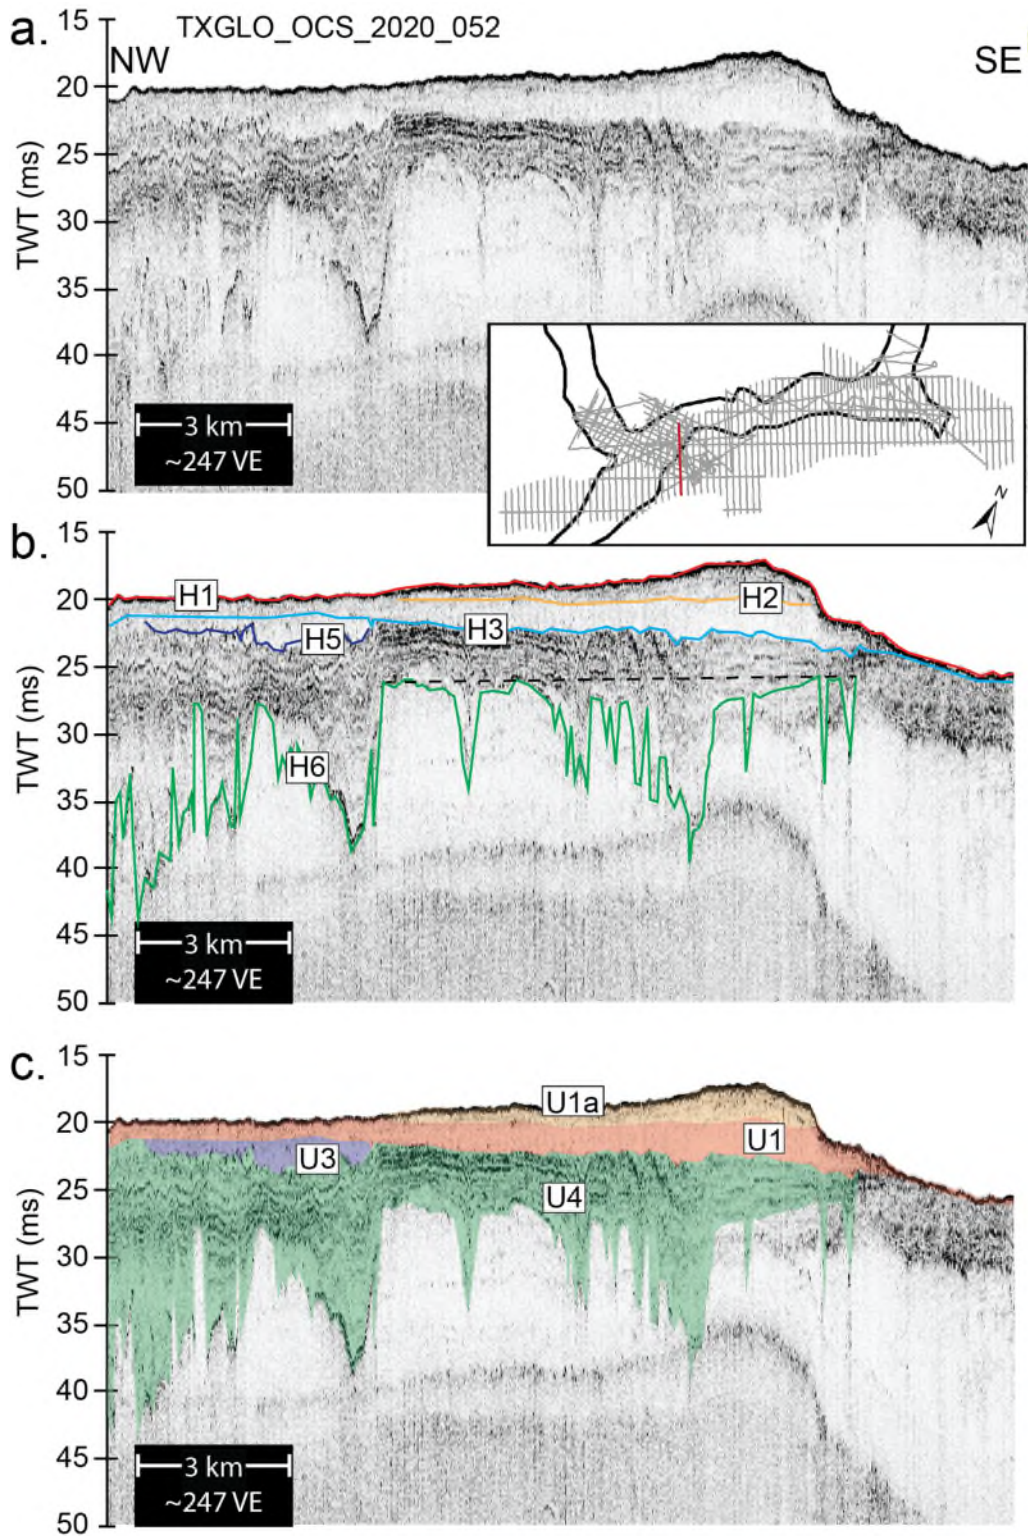 a.
TXGLO_OCS_2020_052
NW
SE
15
20
25
30
35
40
45
50
TWT (ms)
3 km
~247 VE
N
b.
15
20
25
30
35
40
45
50
TWT (ms)
H1
H2
H5
H3
H6
3 km
~247 VE
c.
15
20
25
30
35
40
45
50
TWT (ms)
U1a
U1
U3
U4
3 km
~247 VE